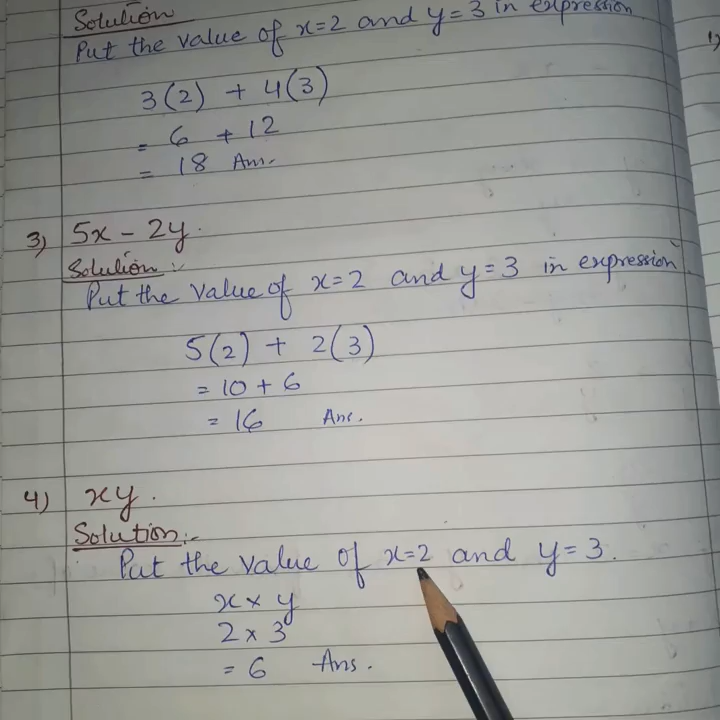 Solution
Put the value of x=2 and y=3 in expression.
3(2) + 4(3)
= 6 + 12
= 18 Ans.
3) 5x - 2y.
Solution:-
Put the value of x=2 and y=3 in expression
5(2) + 2(3)
= 10 + 6
= 16 Ans.
4) xy.
Solution:-
Put the value of x=2 and y=3.
x × y
2 × 3
= 6 Ans.
1)